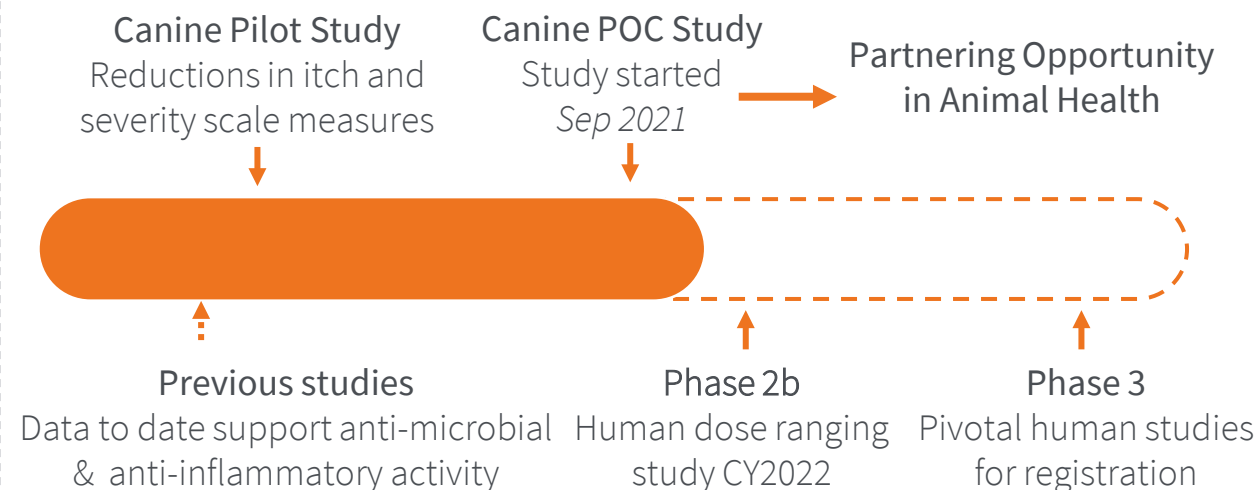 Canine Pilot Study
Reductions in itch and
severity scale measures
Canine POC Study
Study started
Sep 2021
Partnering Opportunity
in Animal Health
Previous studies
Data to date support anti-microbial
& anti-inflammatory activity
Phase 2b
Human dose ranging
study CY2022
Phase 3
Pivotal human studies
for registration